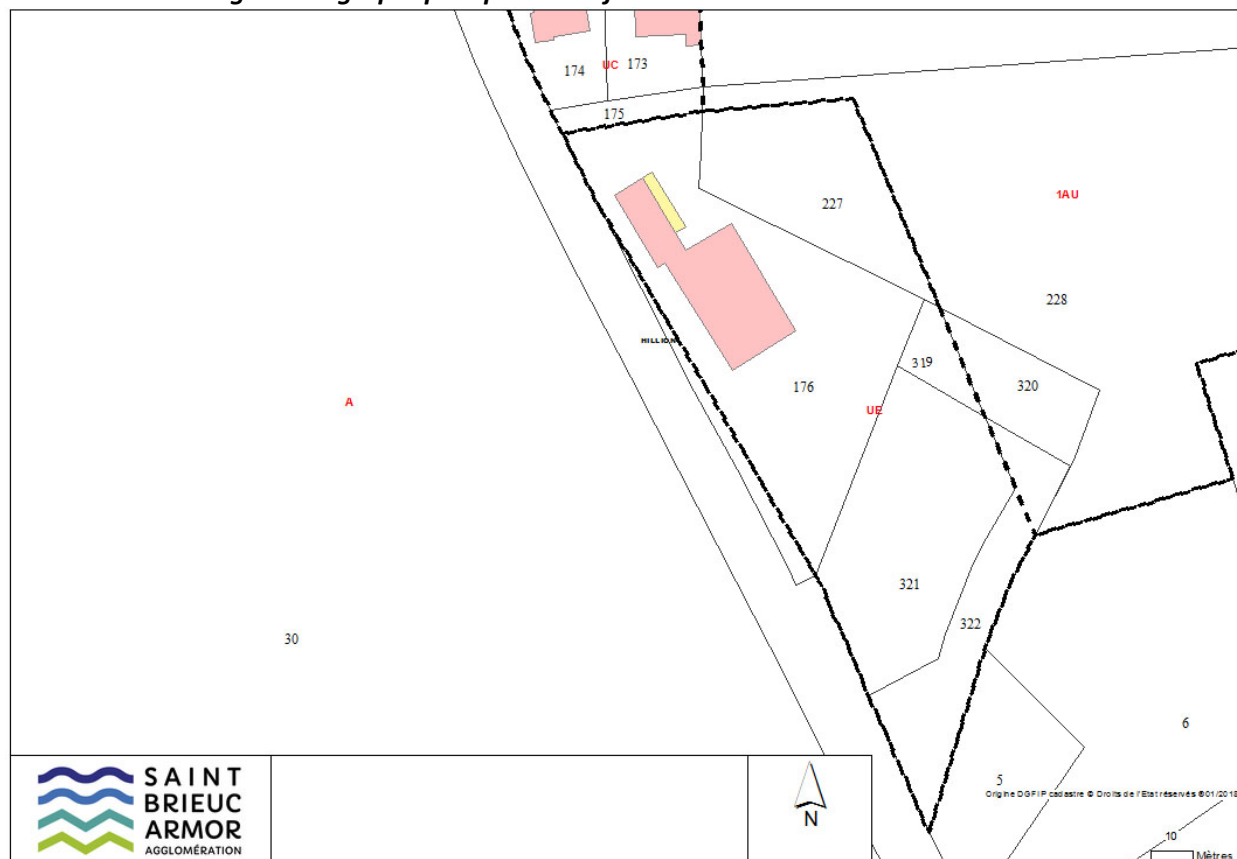 174
UC
173
175
227
1AU
228
HILLION
319
320
176
A
UE
321
322
30
6
5
Origine DGFIP cadastre © Droits de l'Etat réservés ®01/2018
10
Mètres
SAINT
BRIEUC
ARMOR
AGGLOMÉRATION
N